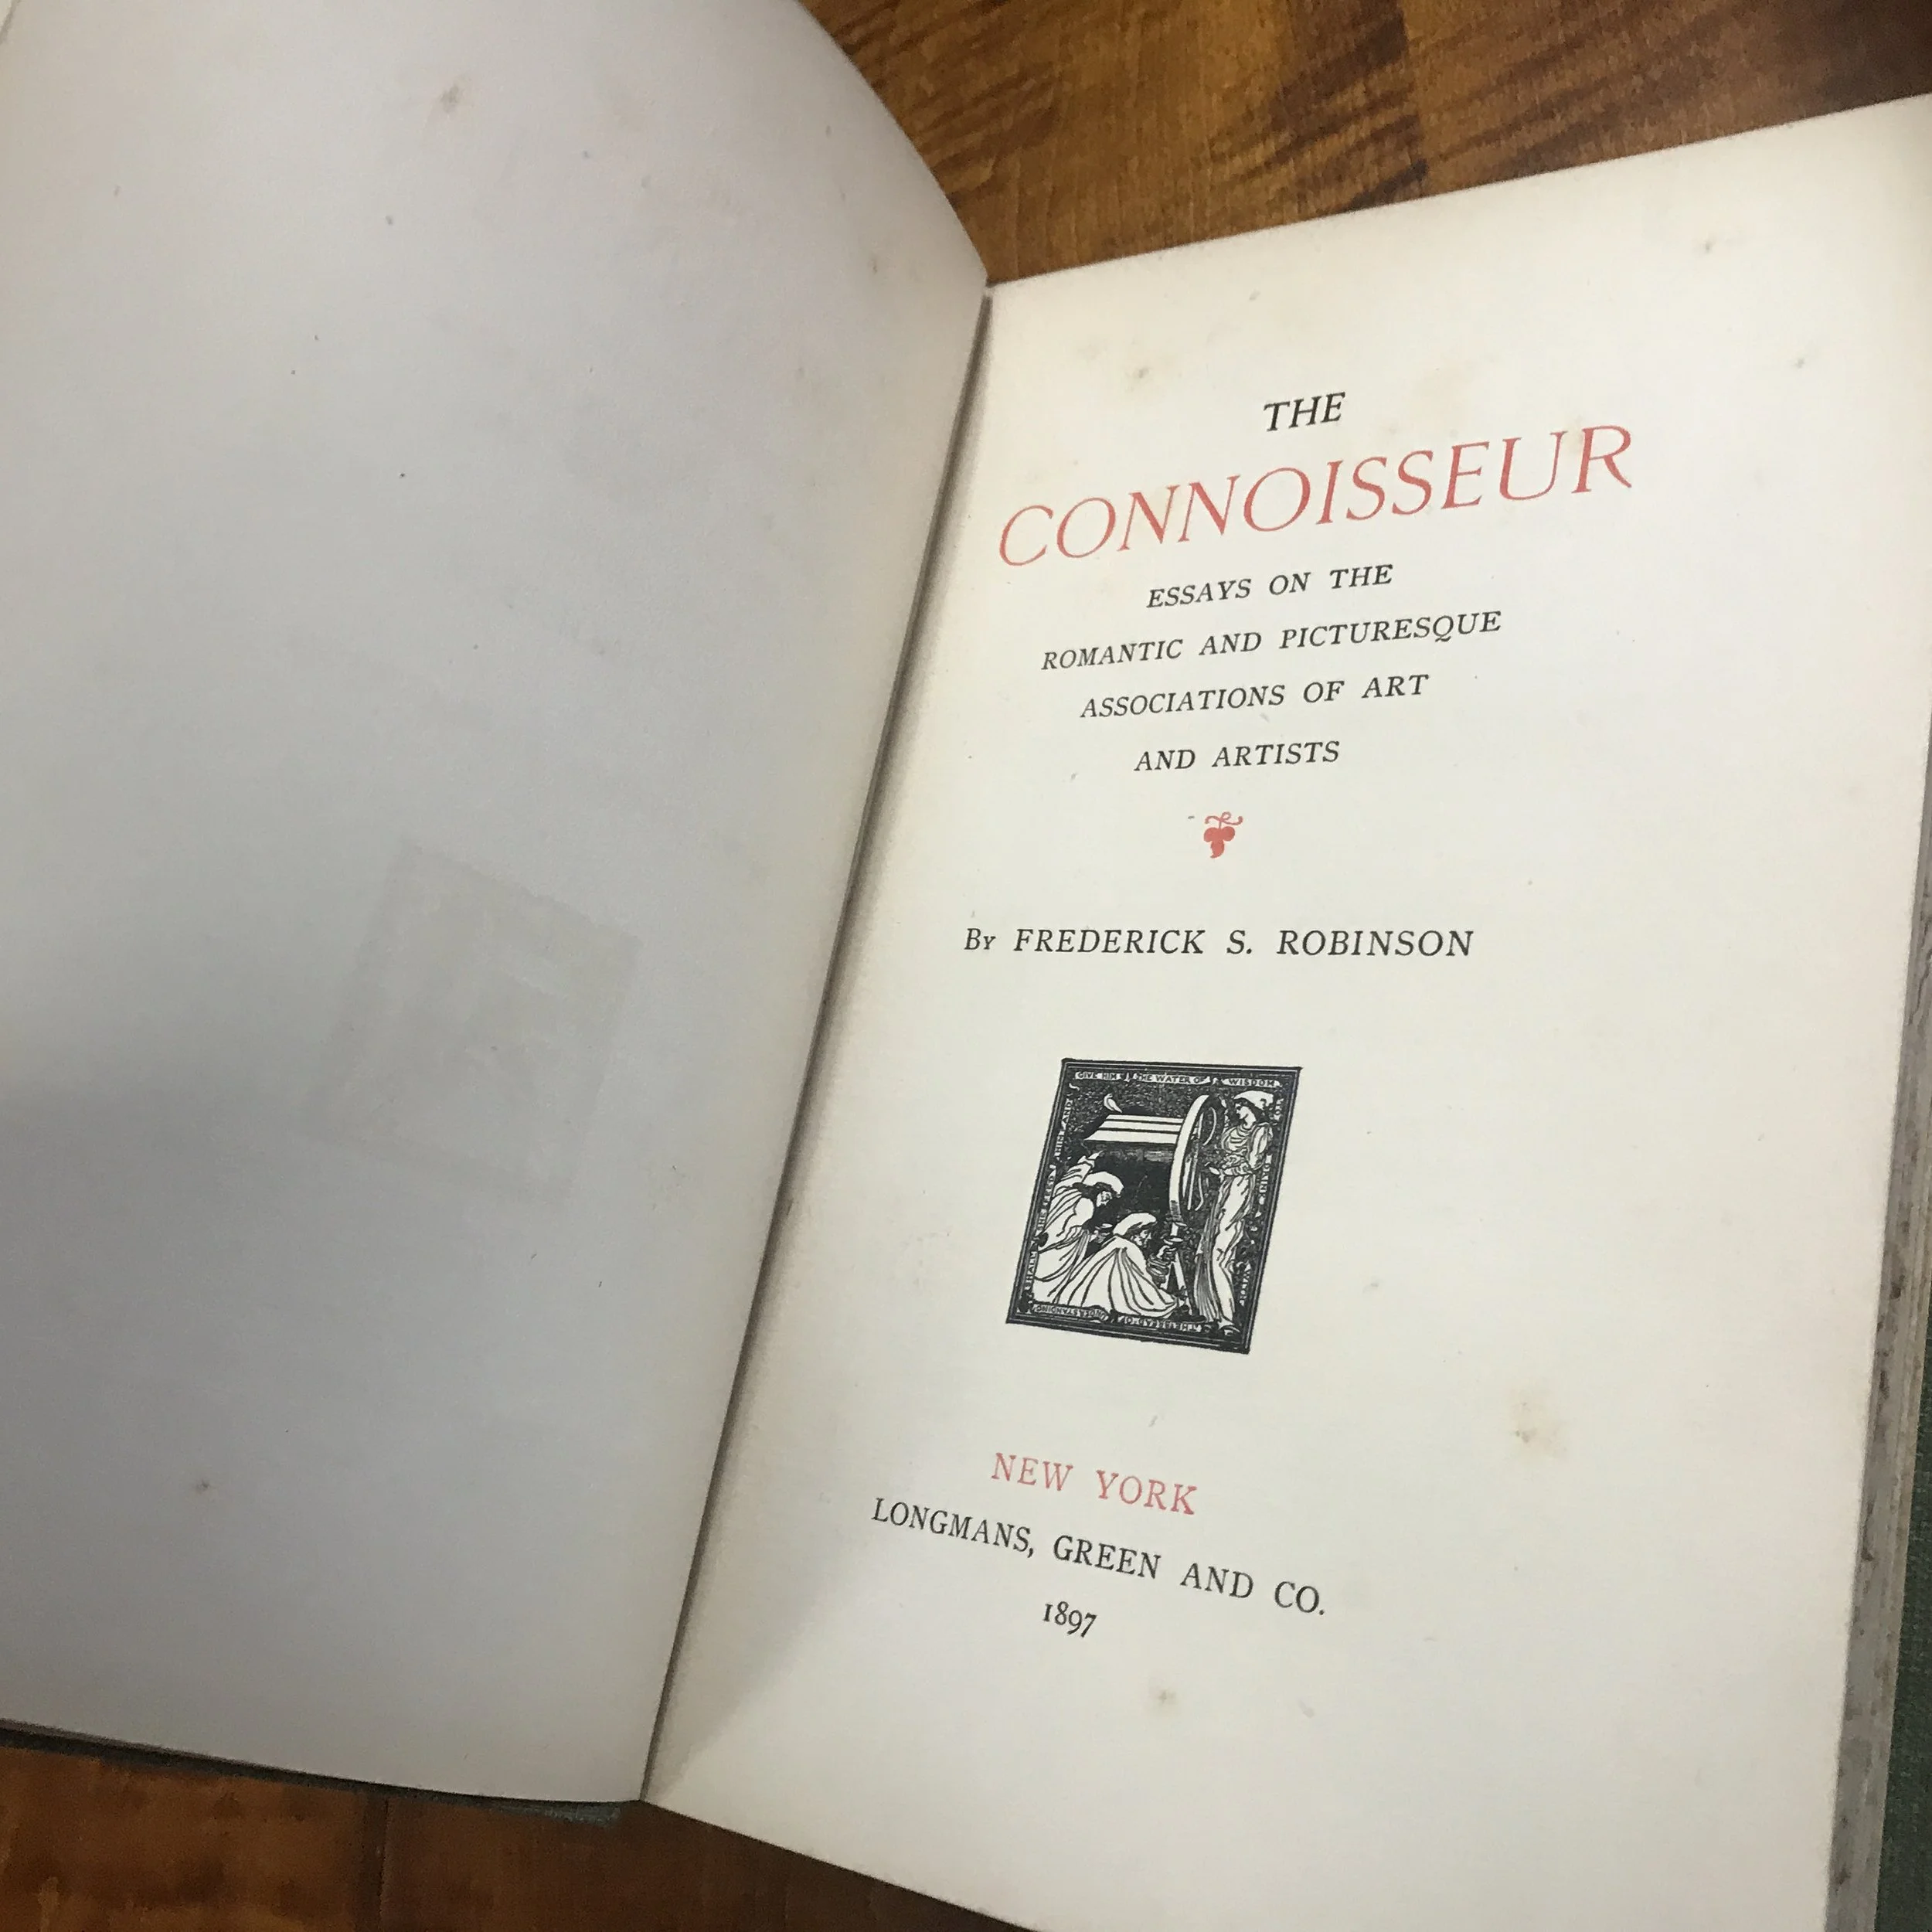 THE
CONNOISSEUR
ESSAYS ON THE
ROMANTIC AND PICTURESQUE
ASSOCIATIONS OF ART
AND ARTISTS
By FREDERICK S. ROBINSON
GIVE HIM THE WATER OF WISDOM
NEW YORK
LONGMANS, GREEN AND CO.
1897